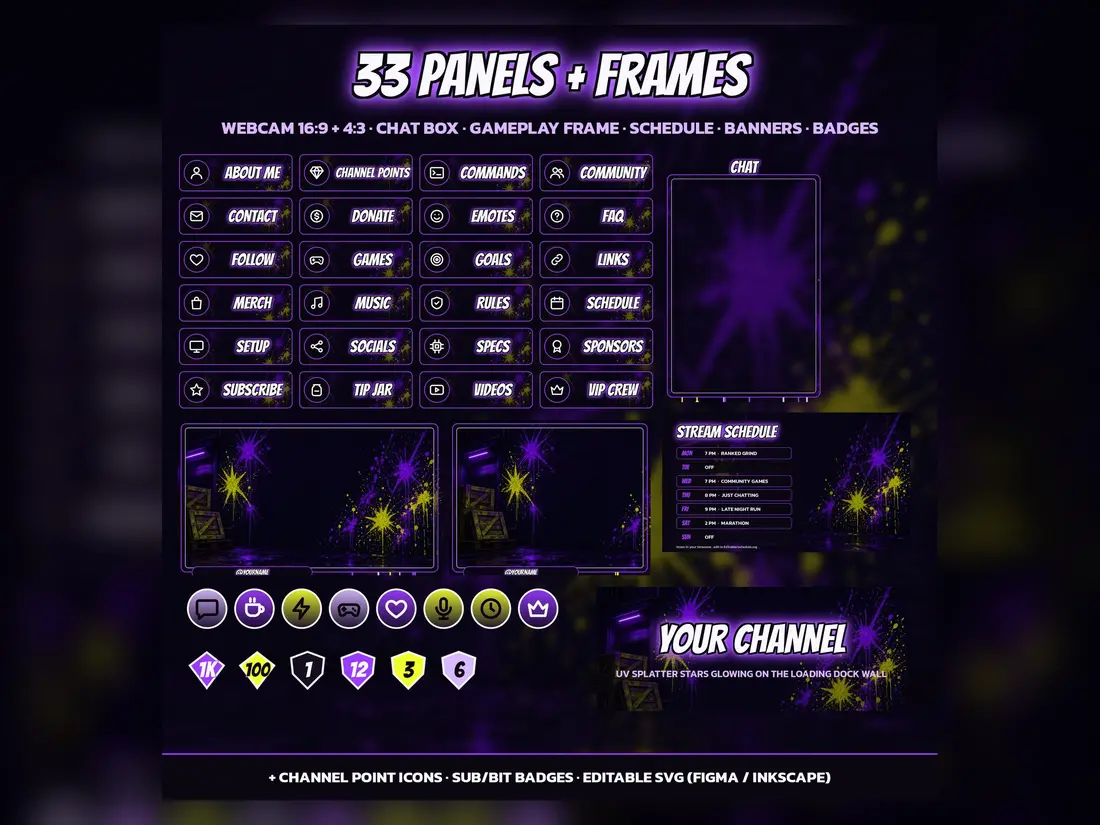 33 PANELS + FRAMES
WEBCAM 16:9 + 4:3 · CHAT BOX · GAMEPLAY FRAME · SCHEDULE · BANNERS · BADGES
ABOUT ME
CHANNEL POINTS
COMMANDS
COMMUNITY
CONTACT
DONATE
EMOTES
FAQ
FOLLOW
GAMES
GOALS
LINKS
MERCH
MUSIC
RULES
SCHEDULE
SETUP
SOCIALS
SPECS
SPONSORS
SUBSCRIBE
TIP JAR
VIDEOS
VIP CREW
CHAT
@YOURNAME
@YOURNAME
STREAM SCHEDULE
MON 7 PM · RANKED GRIND
TUE OFF
WED 7 PM · COMMUNITY GAMES
THU 8 PM · JUST CHATTING
FRI 9 PM · LATE NIGHT RUN
SAT 2 PM · MARATHON
SUN OFF
1K
100
1
12
3
6
YOUR CHANNEL
UV SPLATTER STARS GLOWING ON THE LOADING DOCK WALL
+ CHANNEL POINT ICONS · SUB/BIT BADGES · EDITABLE SVG (FIGMA / INKSCAPE)